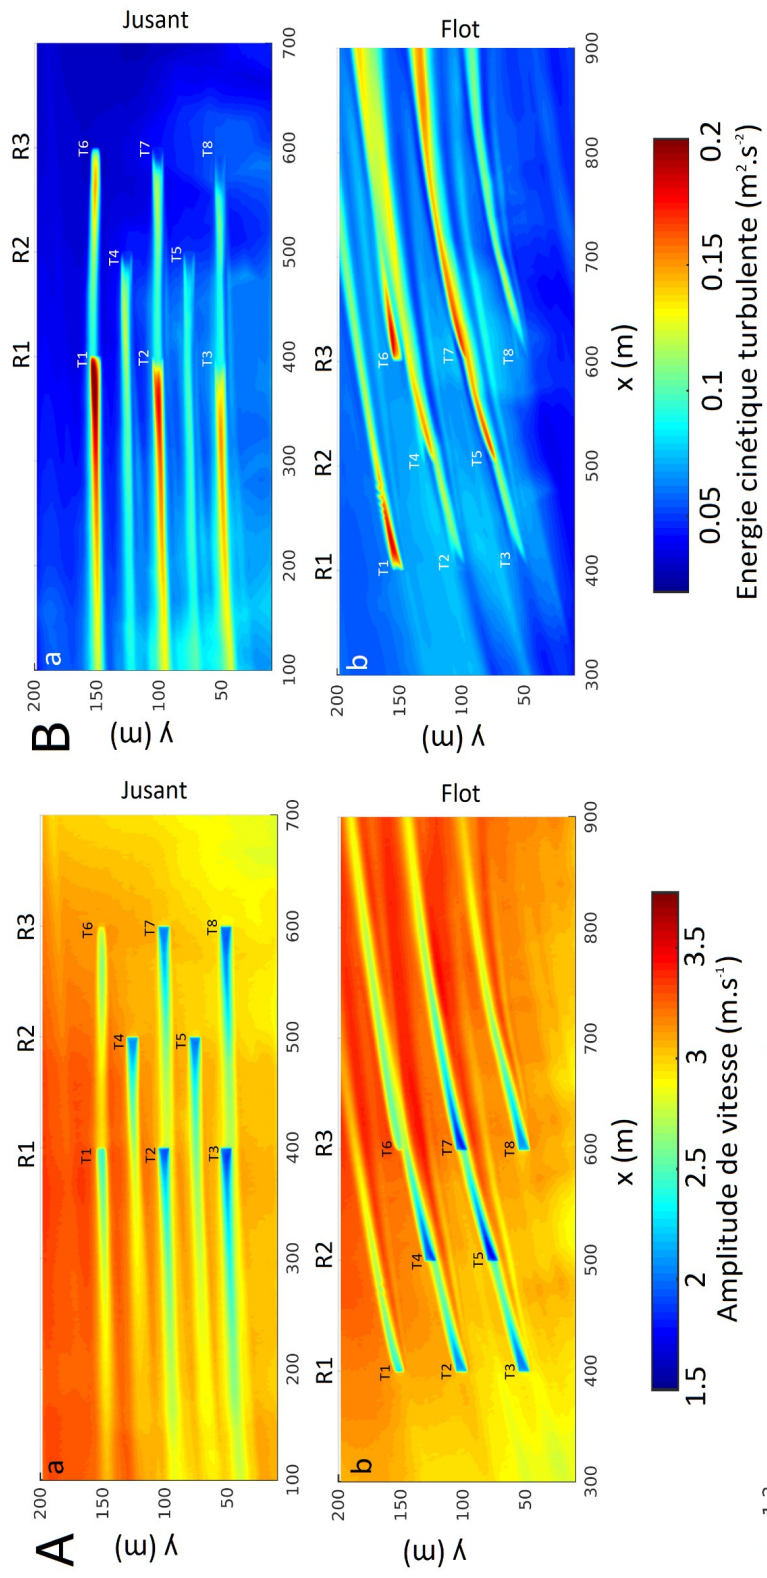 A
Jusant
R1
R2
R3
a
T1
T2
T3
T4
T5
T6
T7
T8
200
150
100
50
y (m)
100
200
300
400
500
600
700
Flot
R1
R2
R3
b
T1
T2
T3
T4
T5
T6
T7
T8
200
150
100
50
y (m)
300
400
500
600
700
800
900
x (m)
1.5
2
2.5
3
3.5
Amplitude de vitesse (m.s-1)
B
Jusant
R1
R2
R3
a
T1
T2
T3
T4
T5
T6
T7
T8
200
150
100
50
y (m)
100
200
300
400
500
600
700
Flot
R1
R2
R3
b
T1
T2
T3
T4
T5
T6
T7
T8
200
150
100
50
y (m)
300
400
500
600
700
800
900
x (m)
0.05
0.1
0.15
0.2
Energie cinétique turbulente (m².s-²)